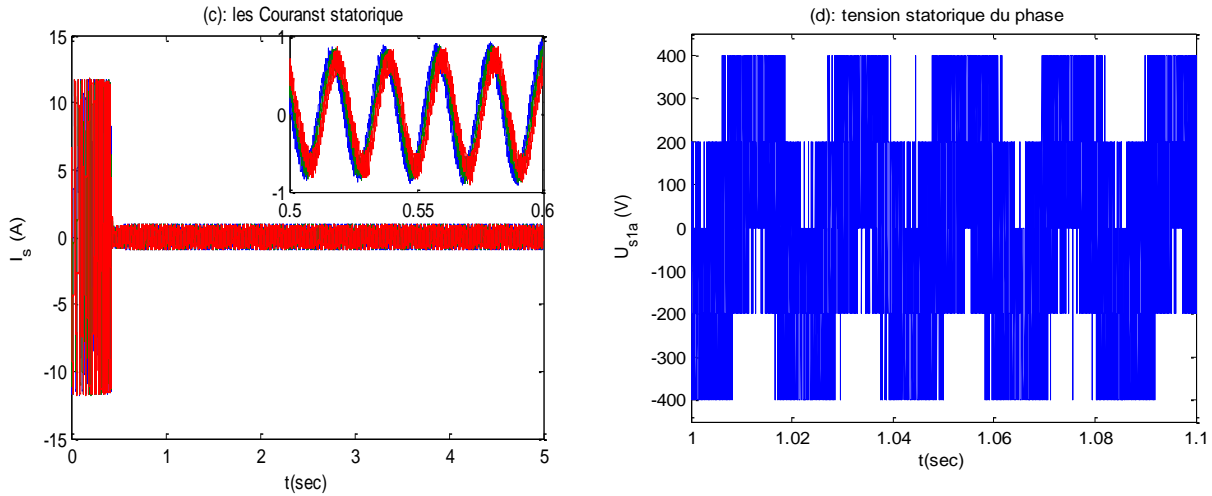 (c): les Couranst statorique
15
10
5
0
-5
-10
-15
I_s (A)
0 1 2 3 4 5
t(sec)
1
0
-1
0.5 0.55 0.6
(d): tension statorique du phase
400
300
200
100
0
-100
-200
-300
-400
U_s1a (V)
1 1.02 1.04 1.06 1.08 1.1
t(sec)